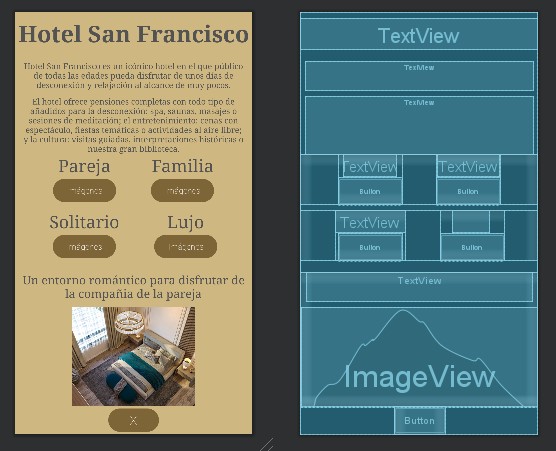 Hotel San Francisco
Hotel San Francisco es un icónico hotel en el que público
de todas las edades pueda disfrutar de unos días de
desconexión y relajación al alcance de muy pocos.
El hotel ofrece pensiones completas con todo tipo de
añadidos para la desconexión: spa, saunas, masajes o
sesiones de meditación; el entretenimiento: cenas con
espectáculo, fiestas temáticas o actividades al aire libre;
y la cultura: visitas guiadas, interpretaciones históricas o
nuestra gran biblioteca.
Pareja Familia
Imágenes Imágenes
Solitario Lujo
Imágenes Imágenes
Un entorno romántico para disfrutar de
la compañía de la pareja
X
TextView
TextView
TextView
TextView TextView
Button Button
TextView
Button Button
TextView
ImageView
Button